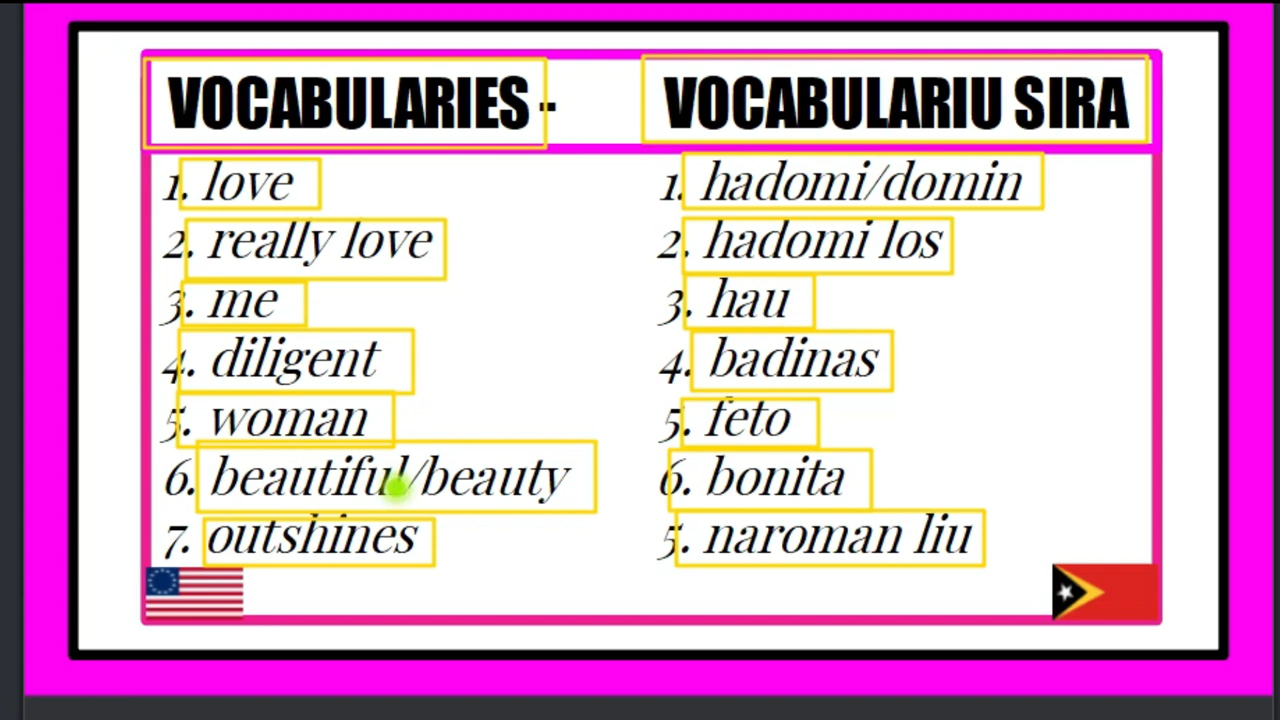 VOCABULARIES - VOCABULARIU SIRA
1. love 1. hadomi/domin
2. really love 2. hadomi los
3. me 3. hau
4. diligent 4. badinas
5. woman 5. feto
6. beautiful/beauty 6. bonita
7. outshines 5. naroman liu